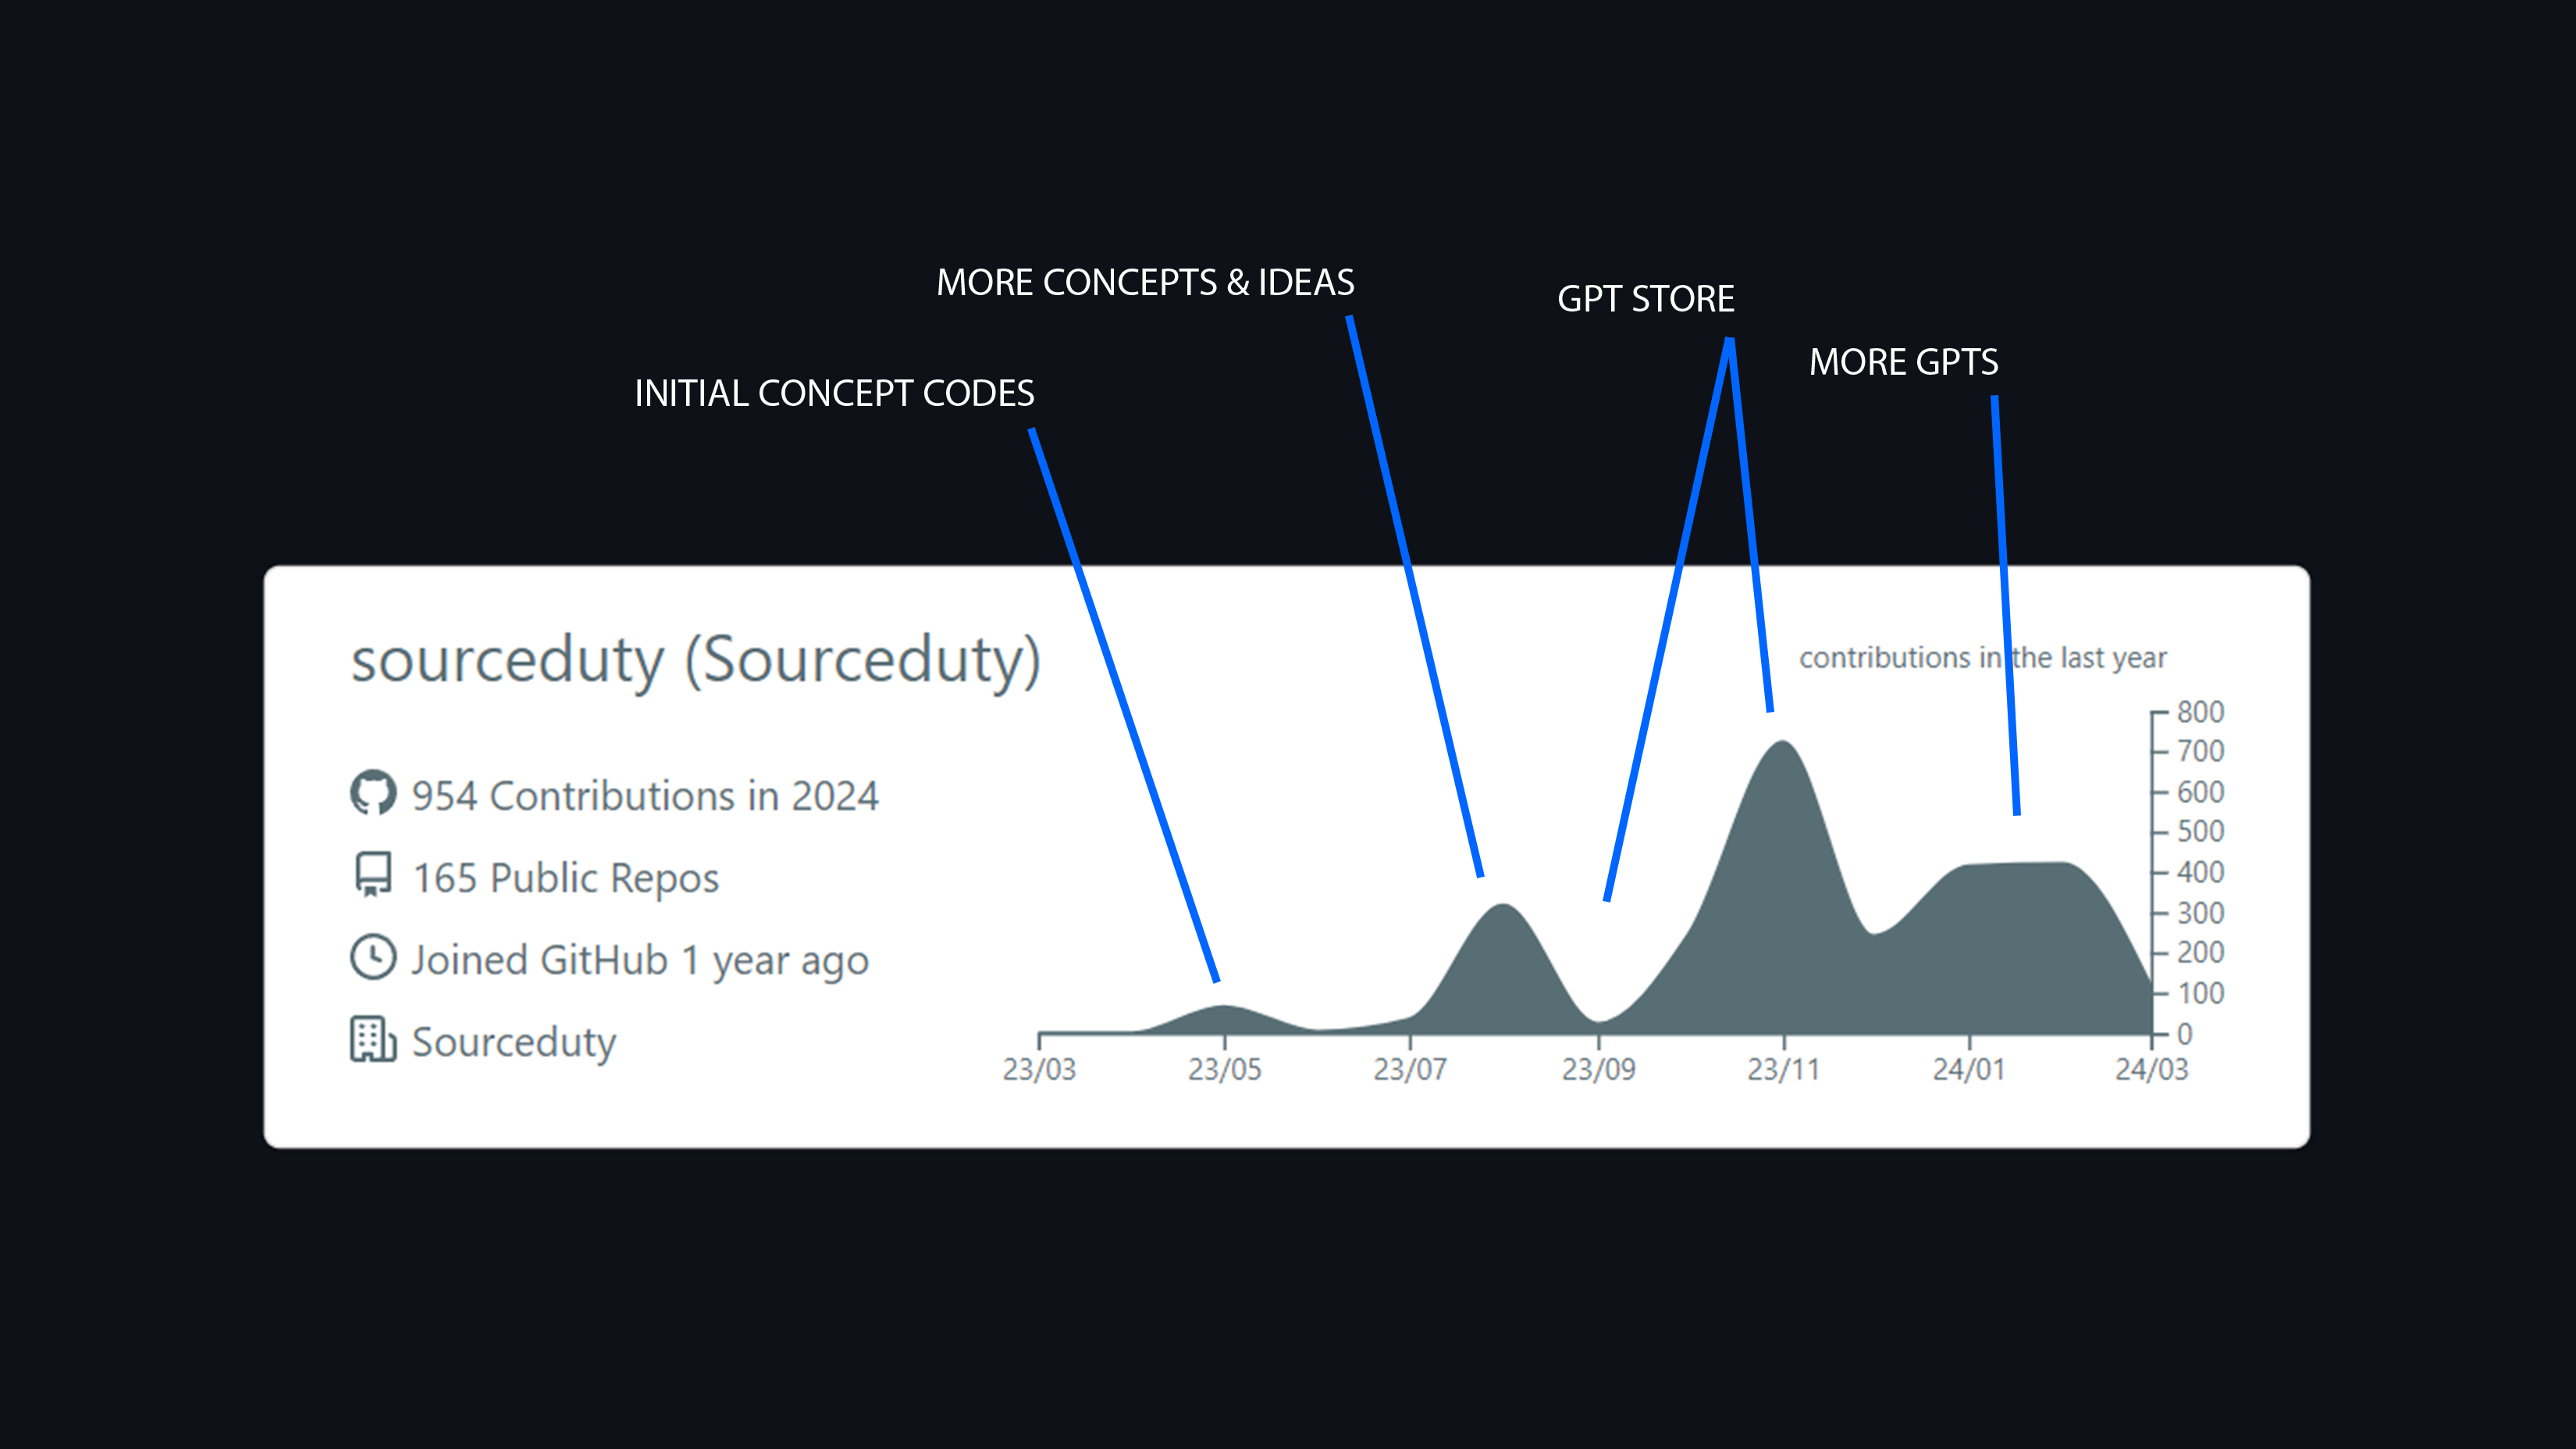 MORE CONCEPTS & IDEAS
GPT STORE
MORE GPTS
INITIAL CONCEPT CODES
sourceduty (Sourceduty)
contributions in the last year
954 Contributions in 2024
165 Public Repos
Joined GitHub 1 year ago
Sourceduty
800
700
600
500
400
300
200
100
0
23/03 23/05 23/07 23/09 23/11 24/01 24/03